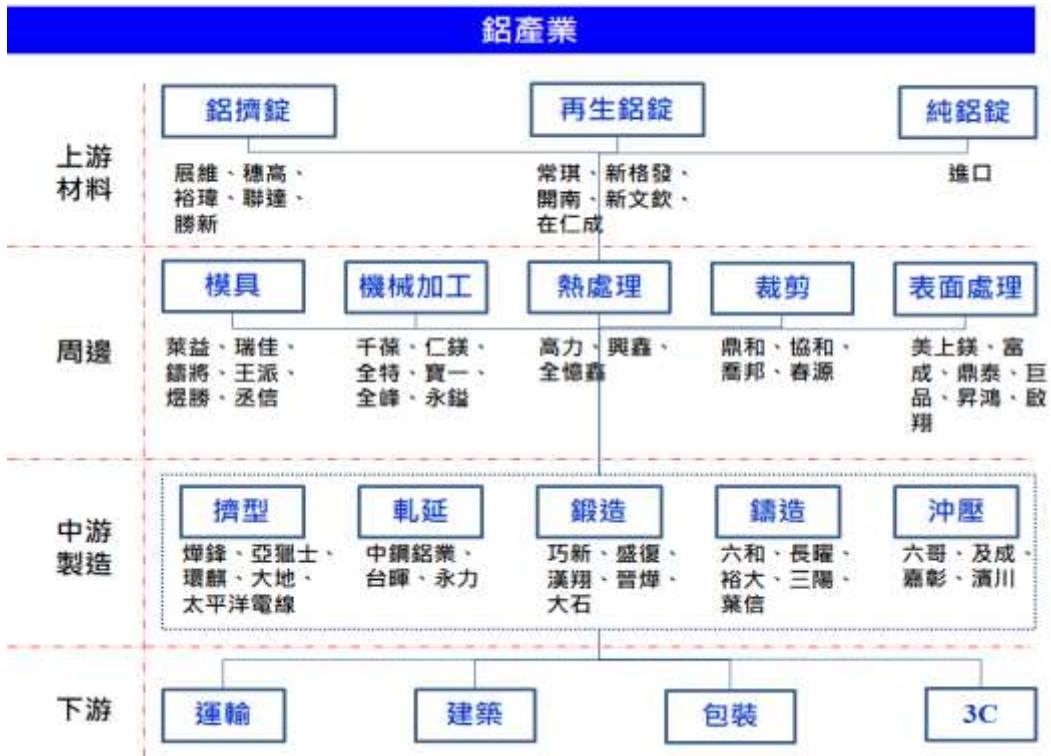 鋁產業
上游
材料
鋁擠錠
再生鋁錠
純鋁錠
展維、穗高、
裕瑋、聯達、
勝新
常琪、新格發、
開南、新文欽、
在仁成
進口
周邊
模具
機械加工
熱處理
裁剪
表面處理
萊益、瑞佳、
鑄將、王派、
煜勝、丞信
千葆、仁鎂、
全特、寶一、
全峰、永鎰
高力、興鑫、
全憶鑫
鼎和、協和、
喬邦、春源
美上鎂、富
成、鼎泰、巨
品、昇鴻、啟
翔
中游
製造
擠型
軋延
鍛造
鑄造
沖壓
燁鋒、亞獵士、
環麒、大地、
太平洋電線
中鋼鋁業、
台暉、永力
巧新、盛復、
漢翔、晉燁、
大石
六和、長曜、
裕大、三陽、
葉信
六哥、及成、
嘉彰、濱川
下游
運輸
建築
包裝
3C